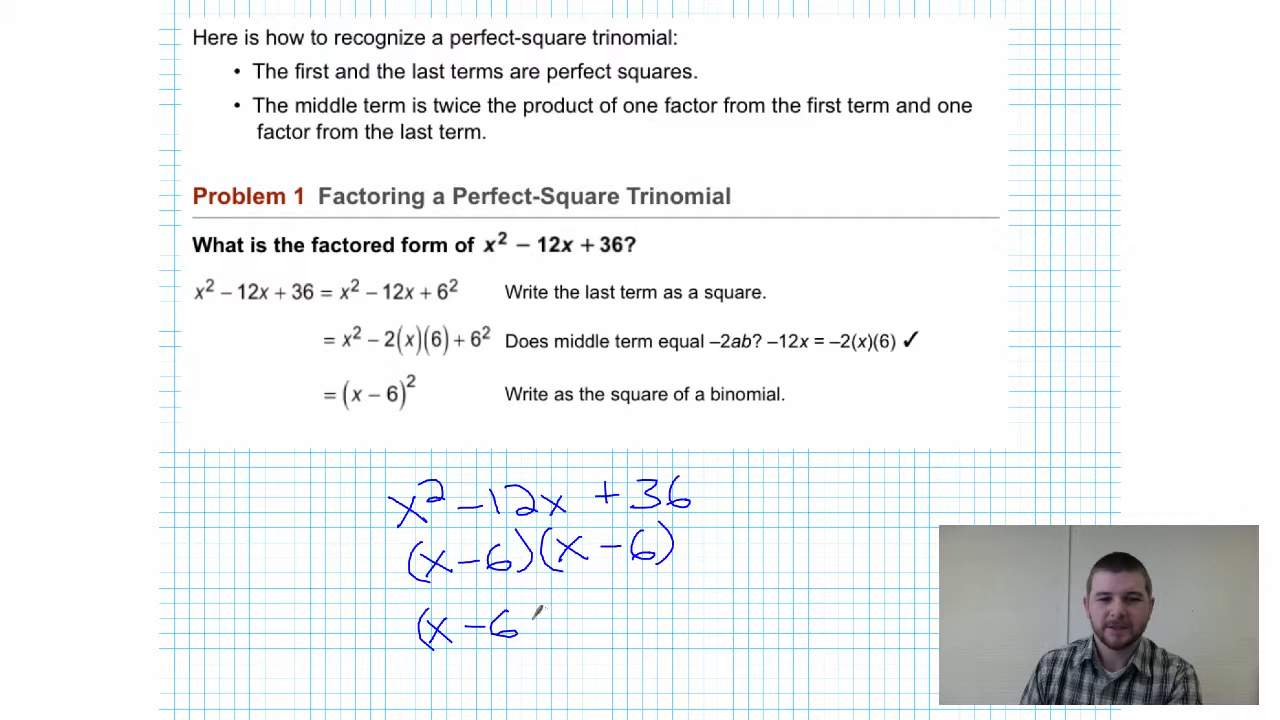 Here is how to recognize a perfect-square trinomial:
• The first and the last terms are perfect squares.
• The middle term is twice the product of one factor from the first term and one
factor from the last term.
Problem 1 Factoring a Perfect-Square Trinomial
What is the factored form of x² − 12x + 36?
x² − 12x + 36 = x² − 12x + 6² Write the last term as a square.
= x² − 2(x)(6) + 6² Does middle term equal –2ab? –12x = –2(x)(6) ✓
= (x − 6)² Write as the square of a binomial.
x² − 12x + 36
(x − 6)(x − 6)
(x − 6